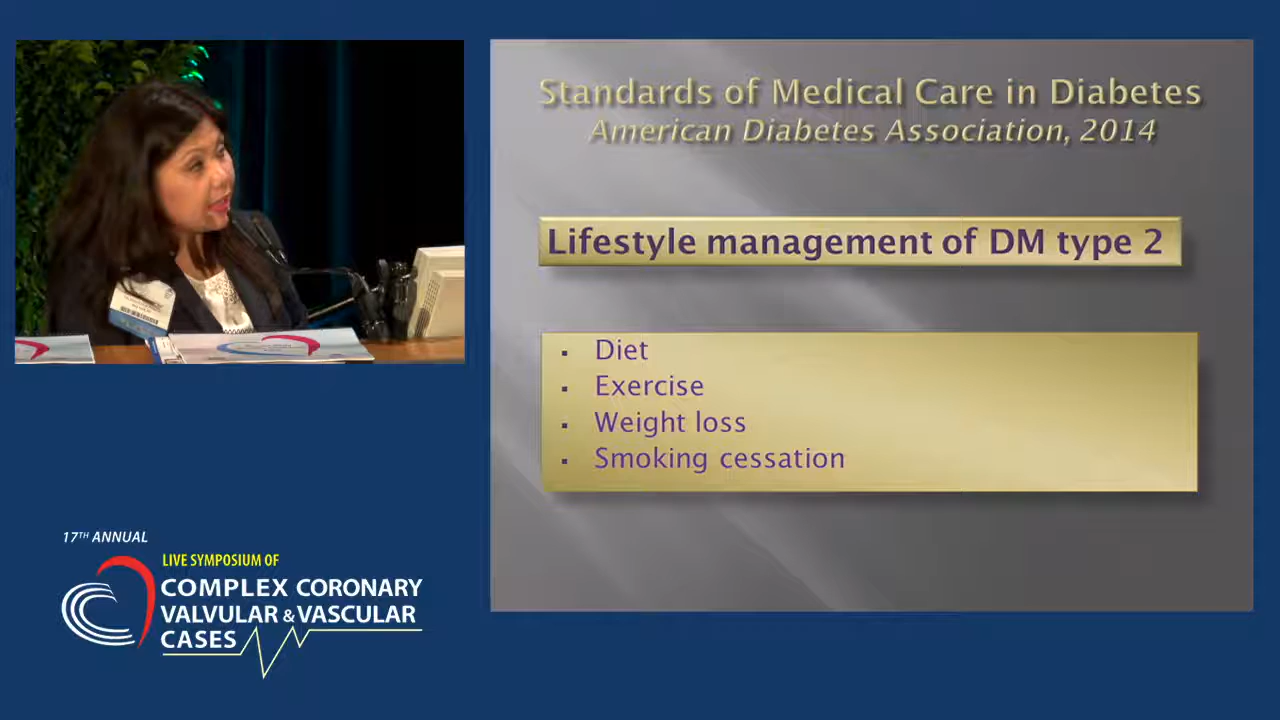 Standards of Medical Care in Diabetes
American Diabetes Association, 2014
Lifestyle management of DM type 2
▪ Diet
▪ Exercise
▪ Weight loss
▪ Smoking cessation
17TH ANNUAL
LIVE SYMPOSIUM OF
COMPLEX CORONARY
VALVULAR & VASCULAR
CASES